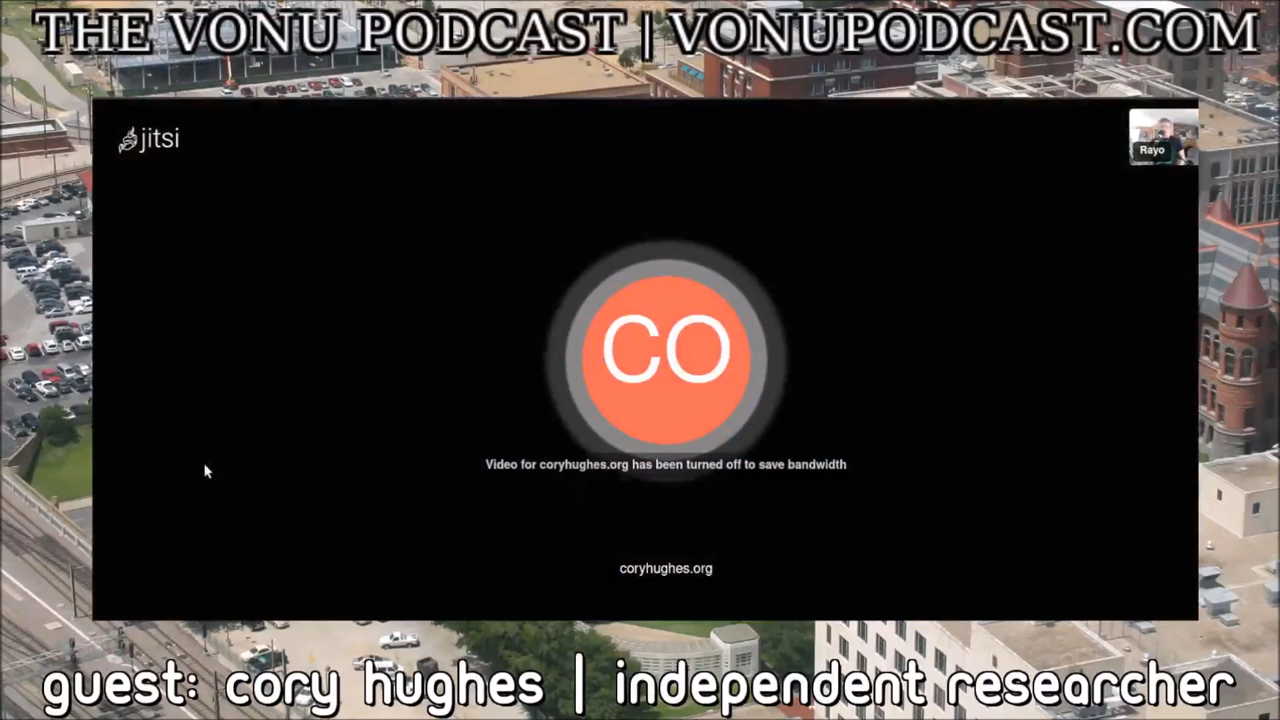 THE VONU PODCAST | VONUPODCAST.COM
jitsi
Rayo
CO
Video for coryhughes.org has been turned off to save bandwidth
coryhughes.org
guest: cory hughes | independent researcher